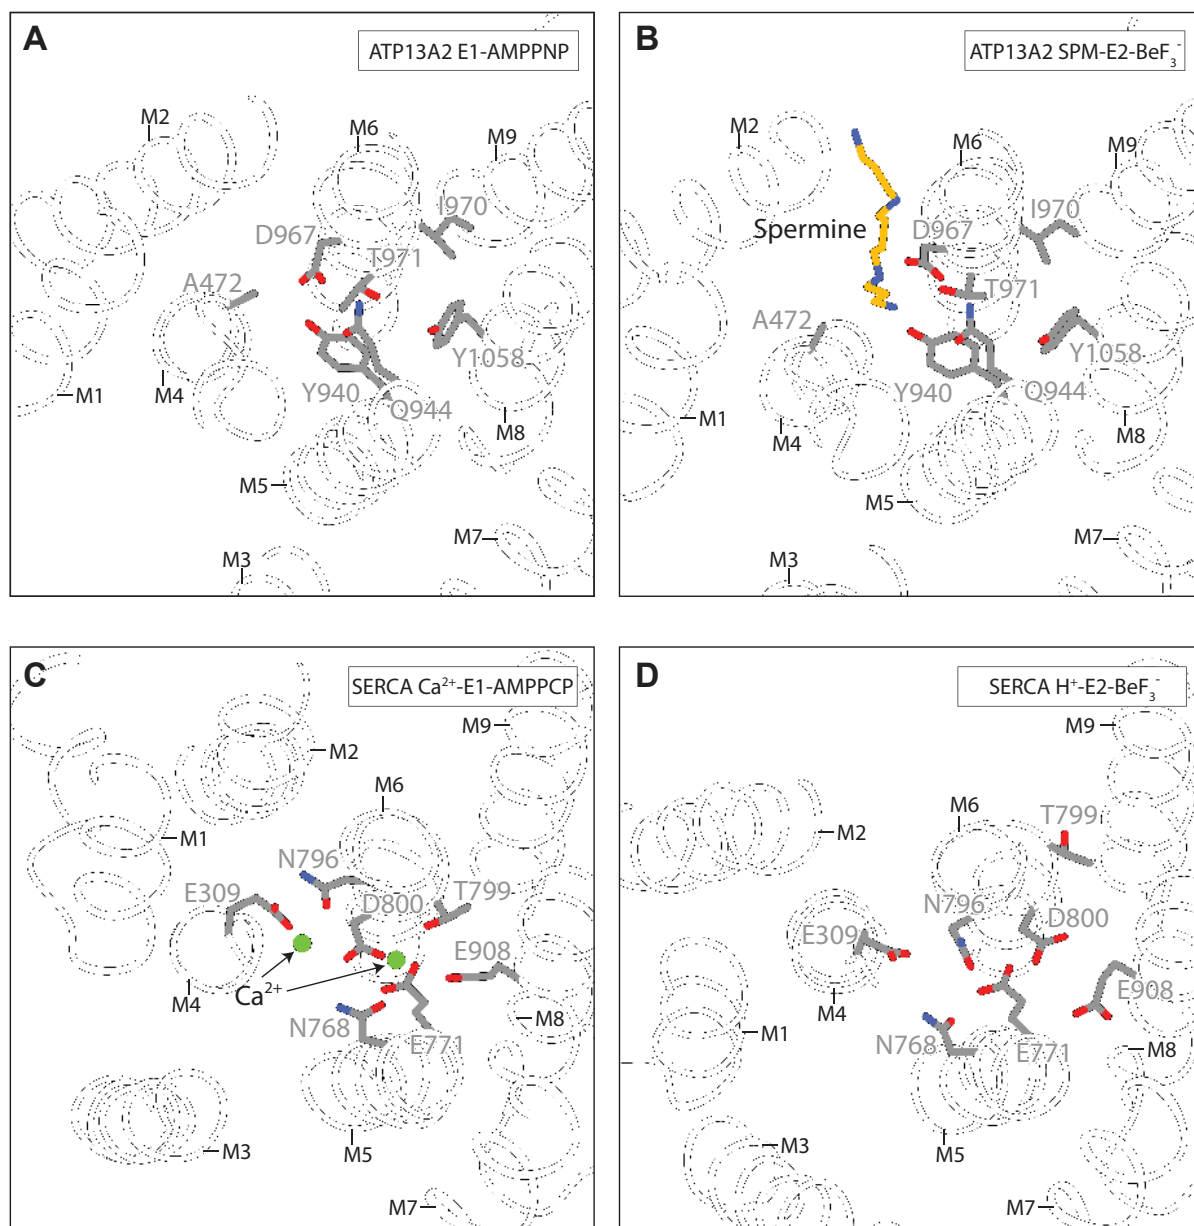 A
ATP13A2 E1-AMPPNP
M2
M6
M9
I970
D967
T971
A472
Y1058
M1
M4
Y940
Q944
M8
M5
M7
M3
B
ATP13A2 SPM-E2-BeF₃⁻
M2
M6
M9
I970
Spermine
D967
T971
A472
Y1058
Y940
Q944
M1
M4
M8
M5
M7
M3
C
SERCA Ca²⁺-E1-AMPPCP
M9
M2
M6
M1
N796
E309
D800
T799
E908
M4
Ca²⁺
N768
E771
M8
M3
M5
M7
D
SERCA H⁺-E2-BeF₃⁻
M9
M6
T799
M2
N796
D800
E309
E908
M4
M1
N768
E771
M8
M3
M5
M7